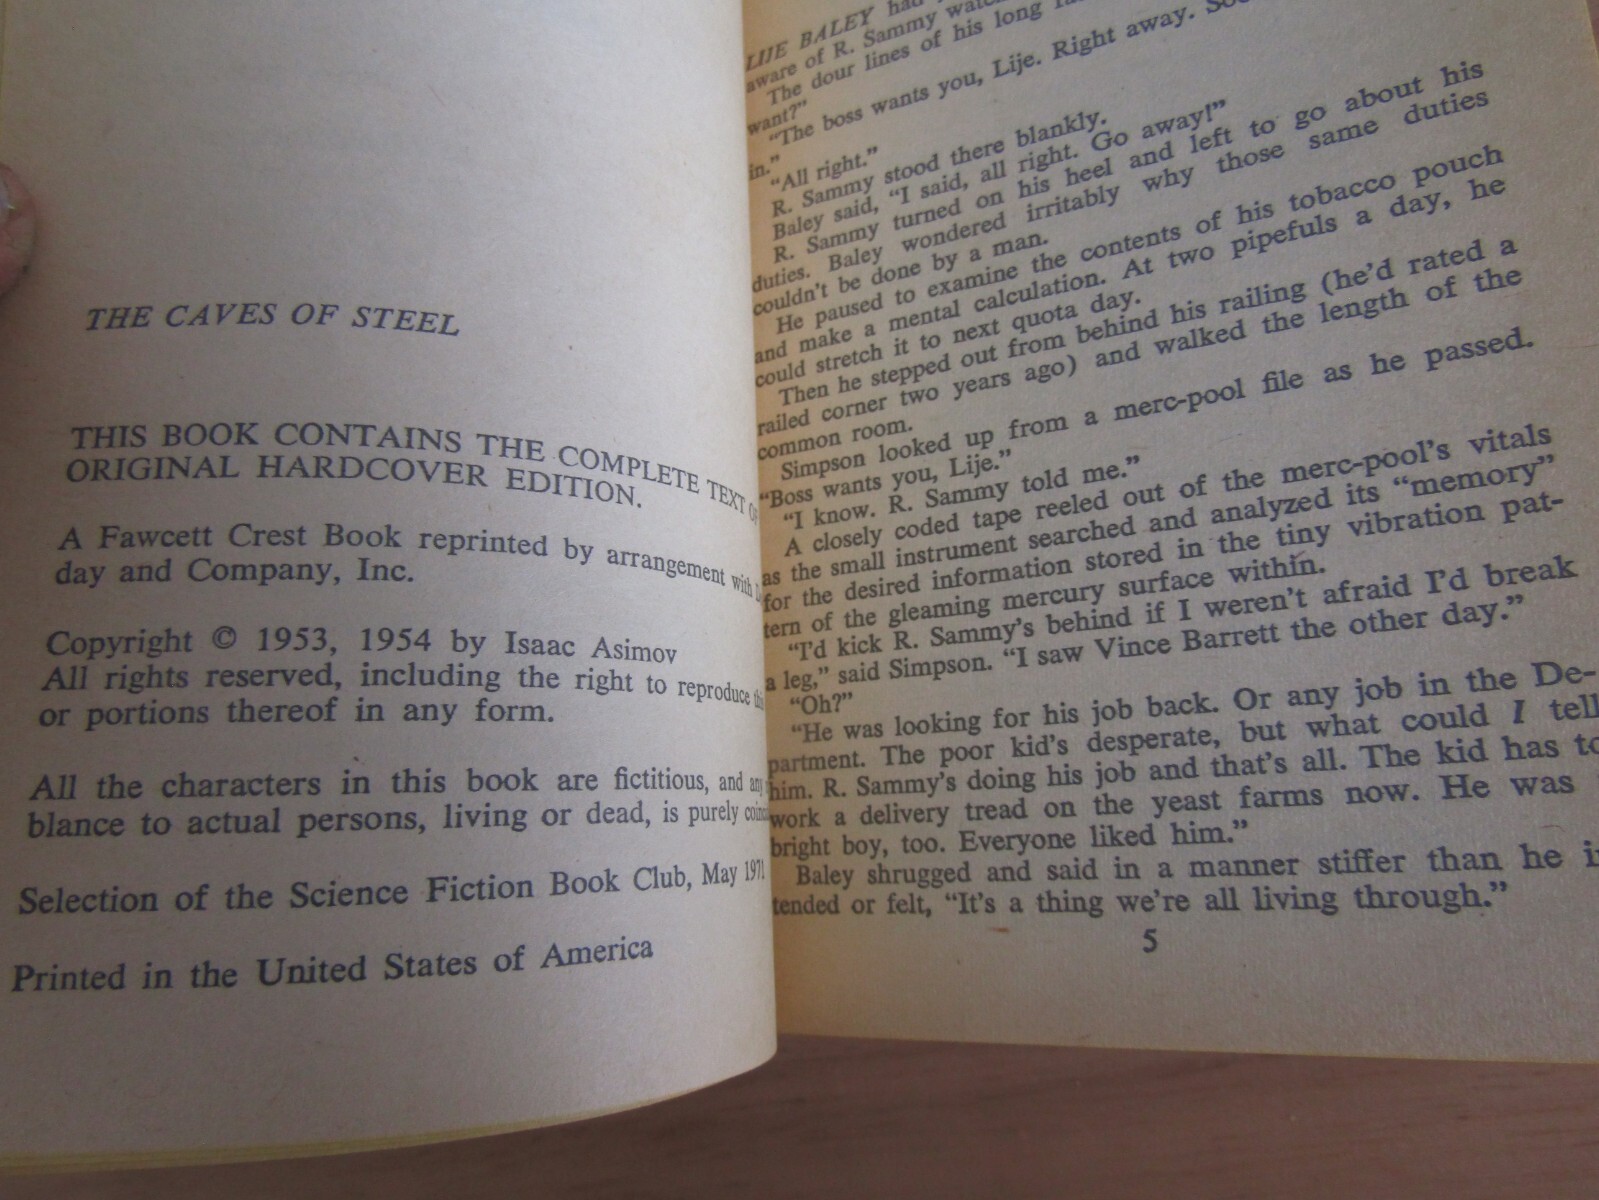 THE CAVES OF STEEL
THIS BOOK CONTAINS THE COMPLETE TEXT OF
ORIGINAL HARDCOVER EDITION.
A Fawcett Crest Book reprinted by arrangement with
day and Company, Inc.
Copyright © 1953, 1954 by Isaac Asimov
All rights reserved, including the right to reproduce
or portions thereof in any form.
All the characters in this book are fictitious, and any
blance to actual persons, living or dead, is purely
Selection of the Science Fiction Book Club, May 1971
Printed in the United States of America
LIJE BALEY had
aware of R. Sammy
The dour lines of his long
want?”
“The boss wants you, Lije. Right away.
in.”
“All right.”
R. Sammy stood there blankly.
Baley said, “I said, all right. Go away!”
R. Sammy turned on his heel and left to go about his
duties. Baley wondered irritably why those same duties
couldn’t be done by a man.
He paused to examine the contents of his tobacco pouch
and make a mental calculation. At two pipefuls a day, he
could stretch it to next quota day.
Then he stepped out from behind his railing (he’d rated a
railed corner two years ago) and walked the length of the
common room.
Simpson looked up from a merc-pool file as he passed.
“Boss wants you, Lije.”
“I know. R. Sammy told me.”
A closely coded tape reeled out of the merc-pool’s vitals
as the small instrument searched and analyzed its “memory”
for the desired information stored in the tiny vibration pat-
tern of the gleaming mercury surface within.
“I’d kick R. Sammy’s behind if I weren’t afraid I’d break
a leg,” said Simpson. “I saw Vince Barrett the other day.”
“Oh?”
“He was looking for his job back. Or any job in the De-
partment. The poor kid’s desperate, but what could I tell
him. R. Sammy’s doing his job and that’s all. The kid has to
work a delivery tread on the yeast farms now. He was
bright boy, too. Everyone liked him.”
Baley shrugged and said in a manner stiffer than he
tended or felt, “It’s a thing we’re all living through.”
5